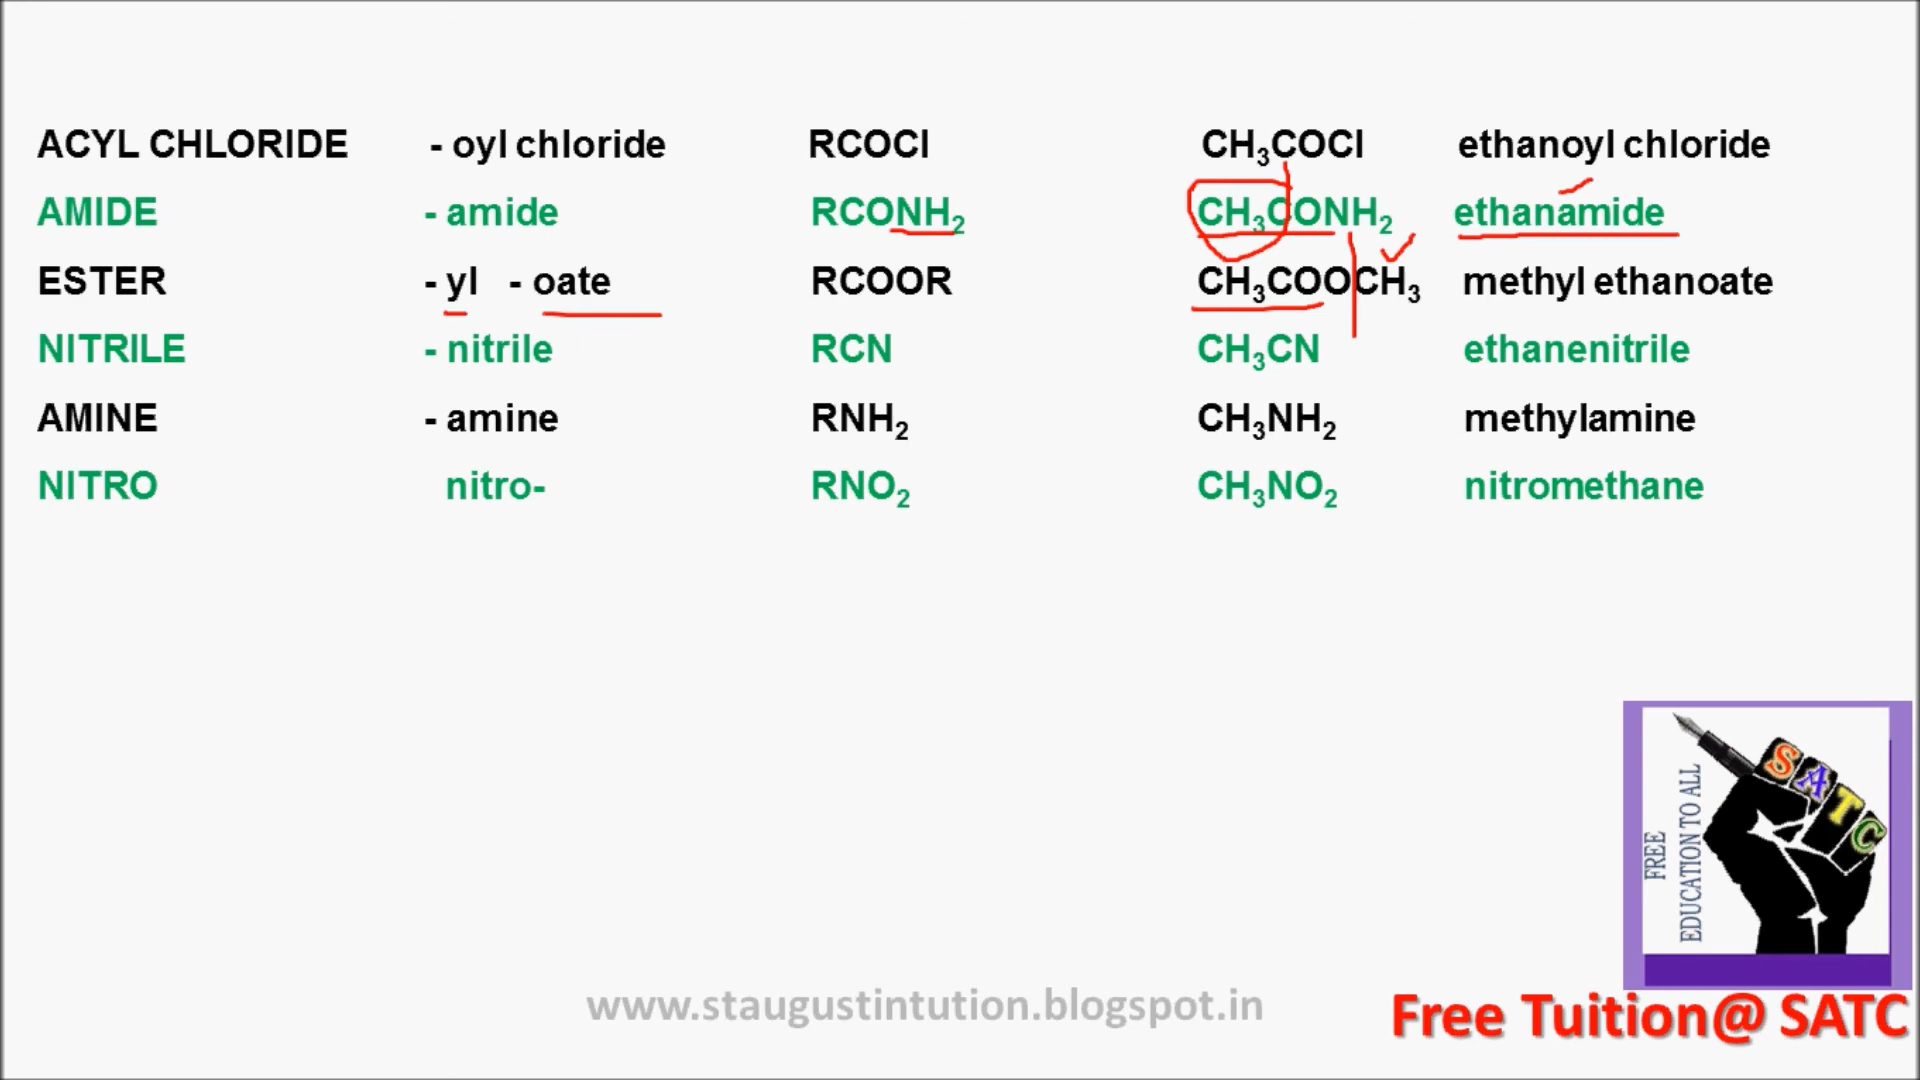 ACYL CHLORIDE - oyl chloride RCOCl CH₃COCl ethanoyl chloride
AMIDE - amide RCONH₂ CH₃CONH₂ ethanamide
ESTER - yl - oate RCOOR CH₃COOCH₃ methyl ethanoate
NITRILE - nitrile RCN CH₃CN ethanenitrile
AMINE - amine RNH₂ CH₃NH₂ methylamine
NITRO nitro- RNO₂ CH₃NO₂ nitromethane
SATC
FREE
EDUCATION TO ALL
www.staugustintution.blogspot.in
Free Tuition@ SATC